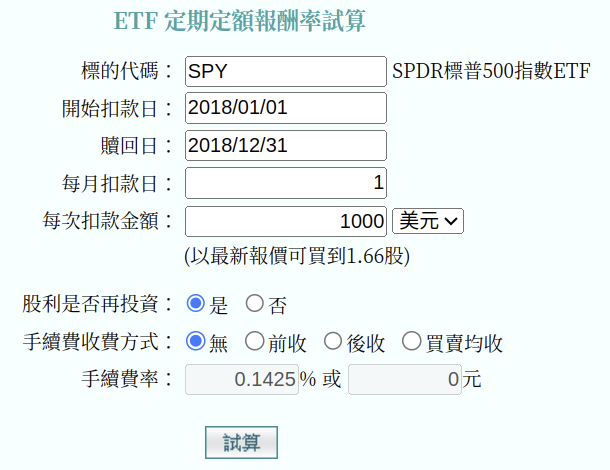 ETF 定期定額報酬率試算
標的代碼： SPY SPDR標普500指數ETF
開始扣款日： 2018/01/01
贖回日： 2018/12/31
每月扣款日： 1
每次扣款金額： 1000 美元
(以最新報價可買到1.66股)
股利是否再投資： 是 否
手續費收費方式： 無 前收 後收 買賣均收
手續費率： 0.1425 % 或 0 元
試算